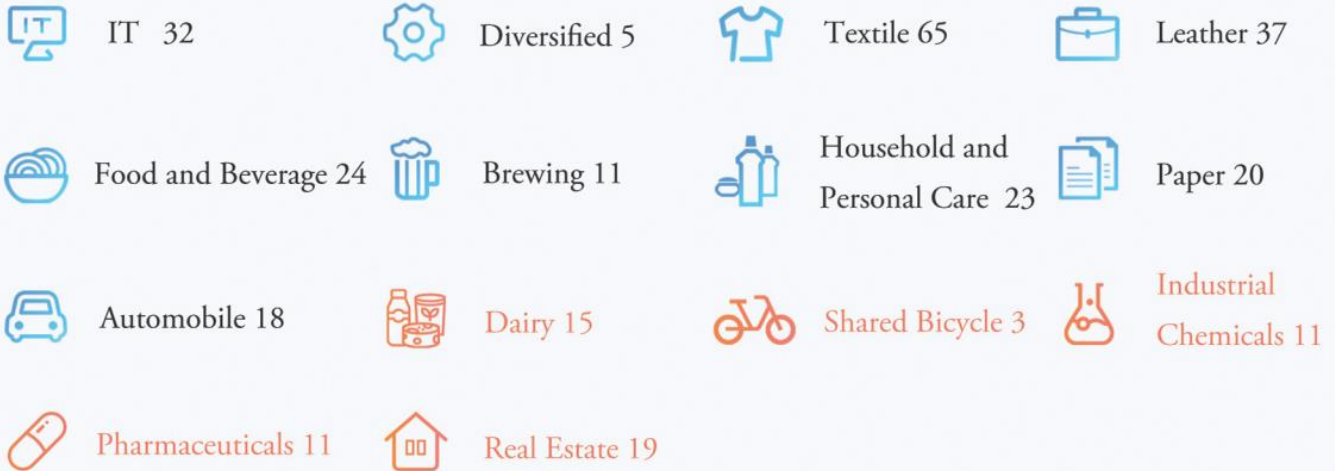 IT
IT 32
Diversified 5
Textile 65
Leather 37
Food and Beverage 24
Brewing 11
Household and
Personal Care 23
Paper 20
Automobile 18
Dairy 15
Shared Bicycle 3
Industrial
Chemicals 11
Pharmaceuticals 11
Real Estate 19